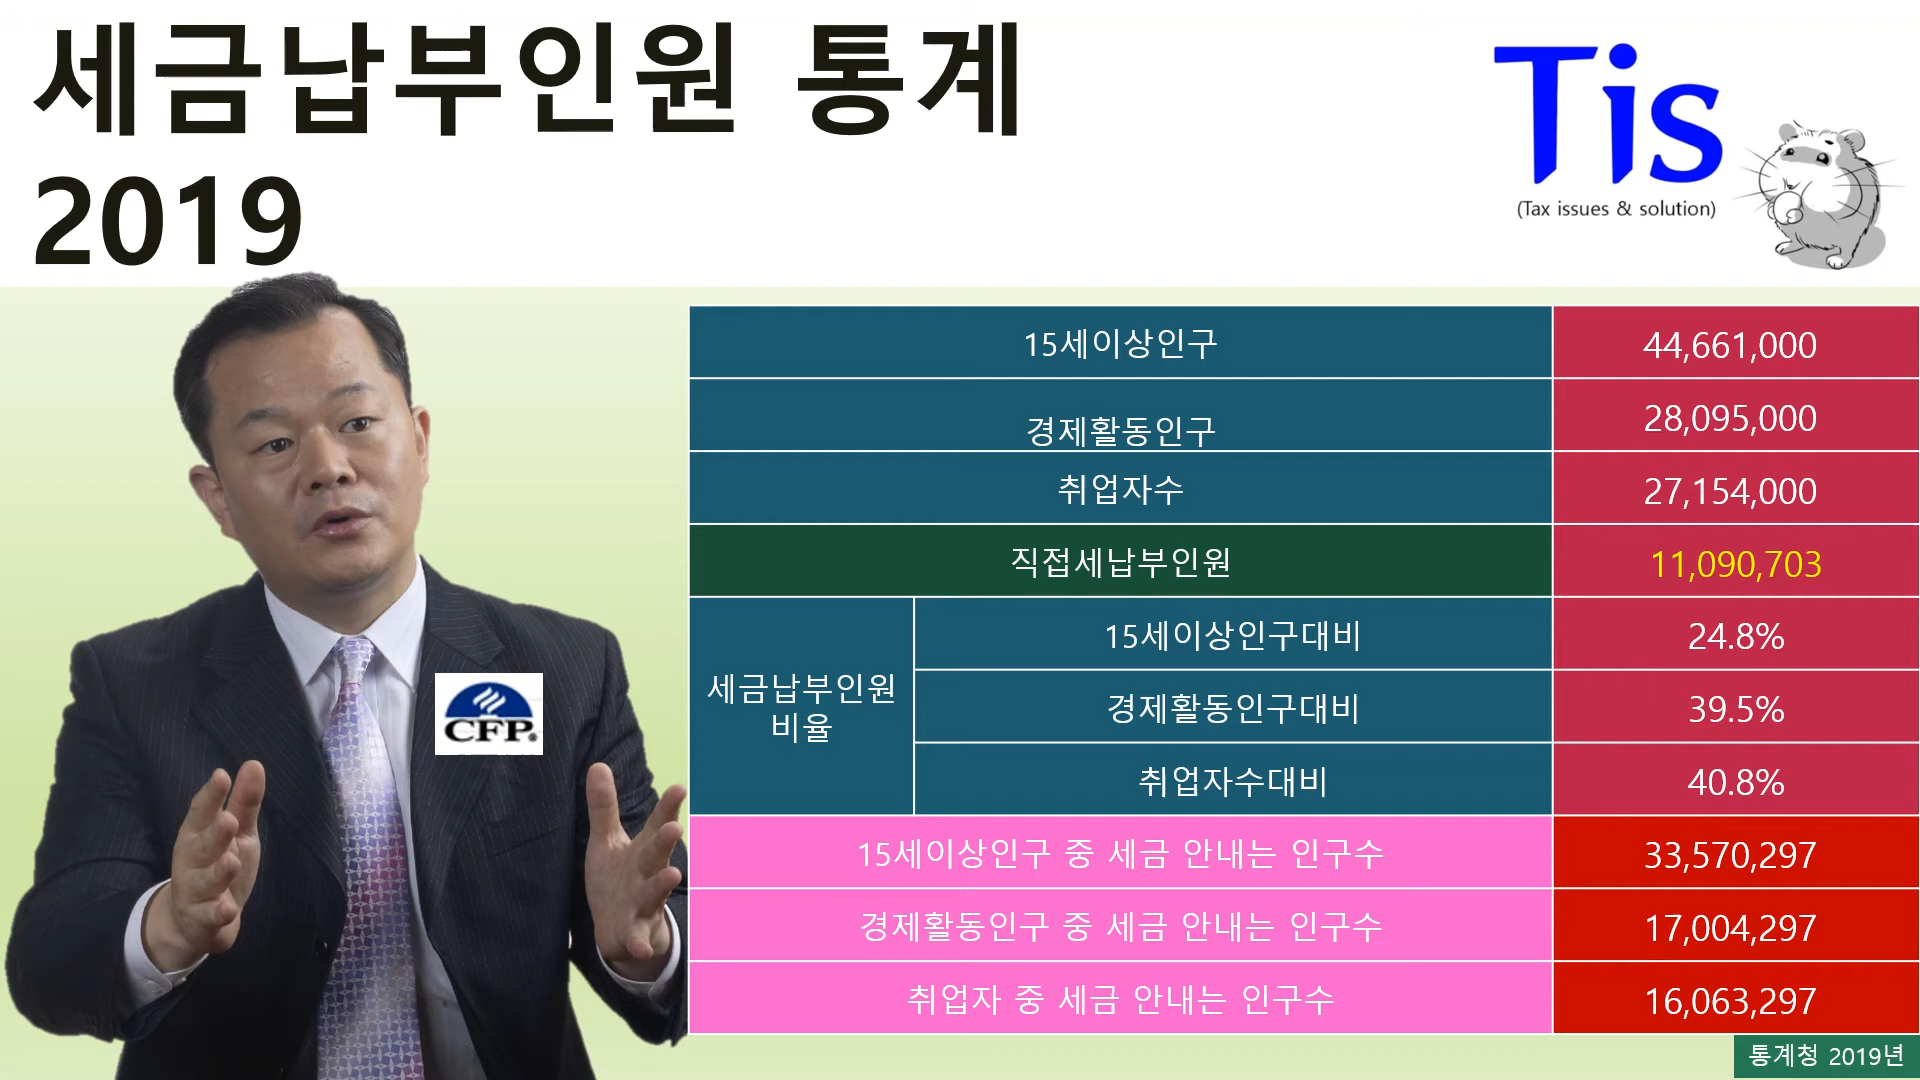 세금납부인원 통계
2019
Tis
(Tax issues & solution)
15세이상인구 44,661,000
경제활동인구 28,095,000
취업자수 27,154,000
직접세납부인원 11,090,703
세금납부인원
비율
15세이상인구대비 24.8%
경제활동인구대비 39.5%
취업자수대비 40.8%
15세이상인구 중 세금 안내는 인구수 33,570,297
경제활동인구 중 세금 안내는 인구수 17,004,297
취업자 중 세금 안내는 인구수 16,063,297
CFP®
통계청 2019년